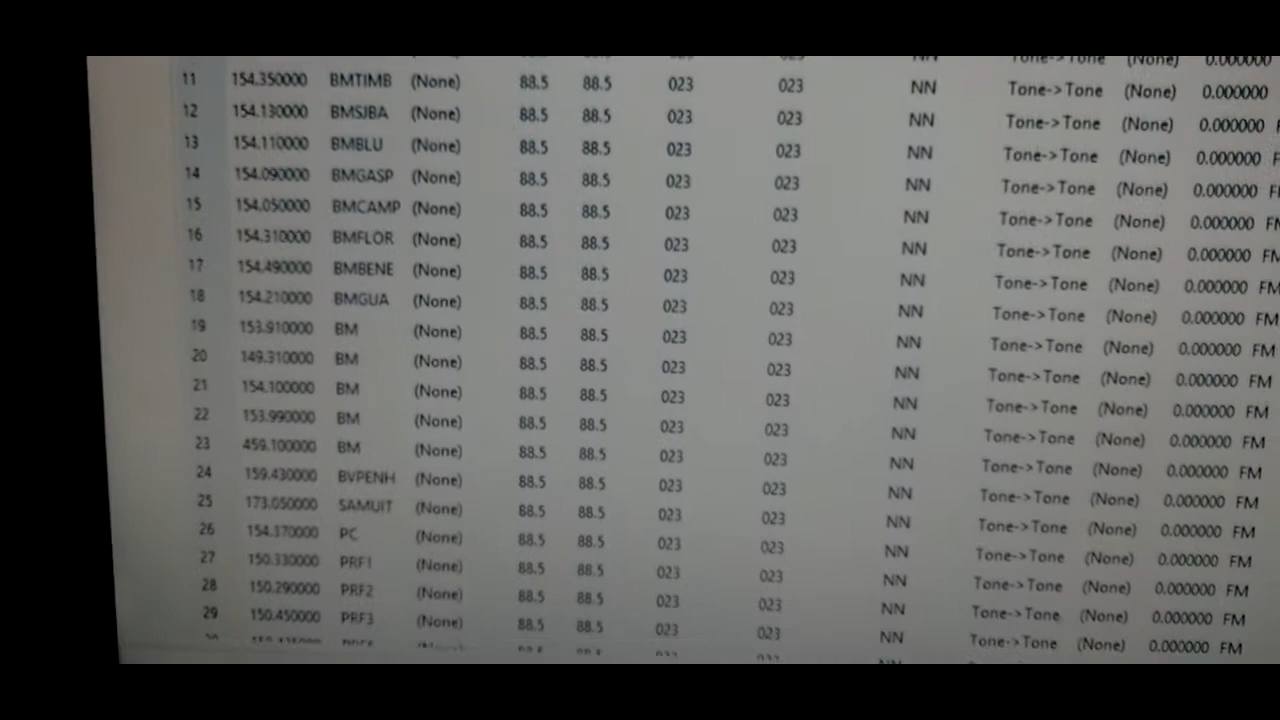 Tone->Tone (None) 0.000000
11 154.350000 BMTIMB (None) 88.5 88.5 023 023 NN Tone->Tone (None) 0.000000
12 154.130000 BMSJBA (None) 88.5 88.5 023 023 NN Tone->Tone (None) 0.000000
13 154.110000 BMBLU (None) 88.5 88.5 023 023 NN Tone->Tone (None) 0.000000
14 154.090000 BMGASP (None) 88.5 88.5 023 023 NN Tone->Tone (None) 0.000000
15 154.050000 BMCAMP (None) 88.5 88.5 023 023 NN Tone->Tone (None) 0.000000
16 154.310000 BMFLOR (None) 88.5 88.5 023 023 NN Tone->Tone (None) 0.000000 FM
17 154.490000 BMBENE (None) 88.5 88.5 023 023 NN Tone->Tone (None) 0.000000 FM
18 154.210000 BMGUA (None) 88.5 88.5 023 023 NN Tone->Tone (None) 0.000000 FM
19 153.910000 BM (None) 88.5 88.5 023 023 NN Tone->Tone (None) 0.000000 FM
20 149.310000 BM (None) 88.5 88.5 023 023 NN Tone->Tone (None) 0.000000 FM
21 154.100000 BM (None) 88.5 88.5 023 023 NN Tone->Tone (None) 0.000000 FM
22 153.990000 BM (None) 88.5 88.5 023 023 NN Tone->Tone (None) 0.000000 FM
23 459.100000 BM (None) 88.5 88.5 023 023 NN Tone->Tone (None) 0.000000 FM
24 159.430000 BVPENH (None) 88.5 88.5 023 023 NN Tone->Tone (None) 0.000000 FM
25 173.050000 SAMUIT (None) 88.5 88.5 023 023 NN Tone->Tone (None) 0.000000 FM
26 154.370000 PC (None) 88.5 88.5 023 023 NN Tone->Tone (None) 0.000000 FM
27 150.330000 PRF1 (None) 88.5 88.5 023 023 NN Tone->Tone (None) 0.000000 FM
28 150.290000 PRF2 (None) 88.5 88.5 023 023 NN Tone->Tone (None) 0.000000 FM
29 150.450000 PRF3 (None) 88.5 88.5 023 023 NN Tone->Tone (None) 0.000000 FM